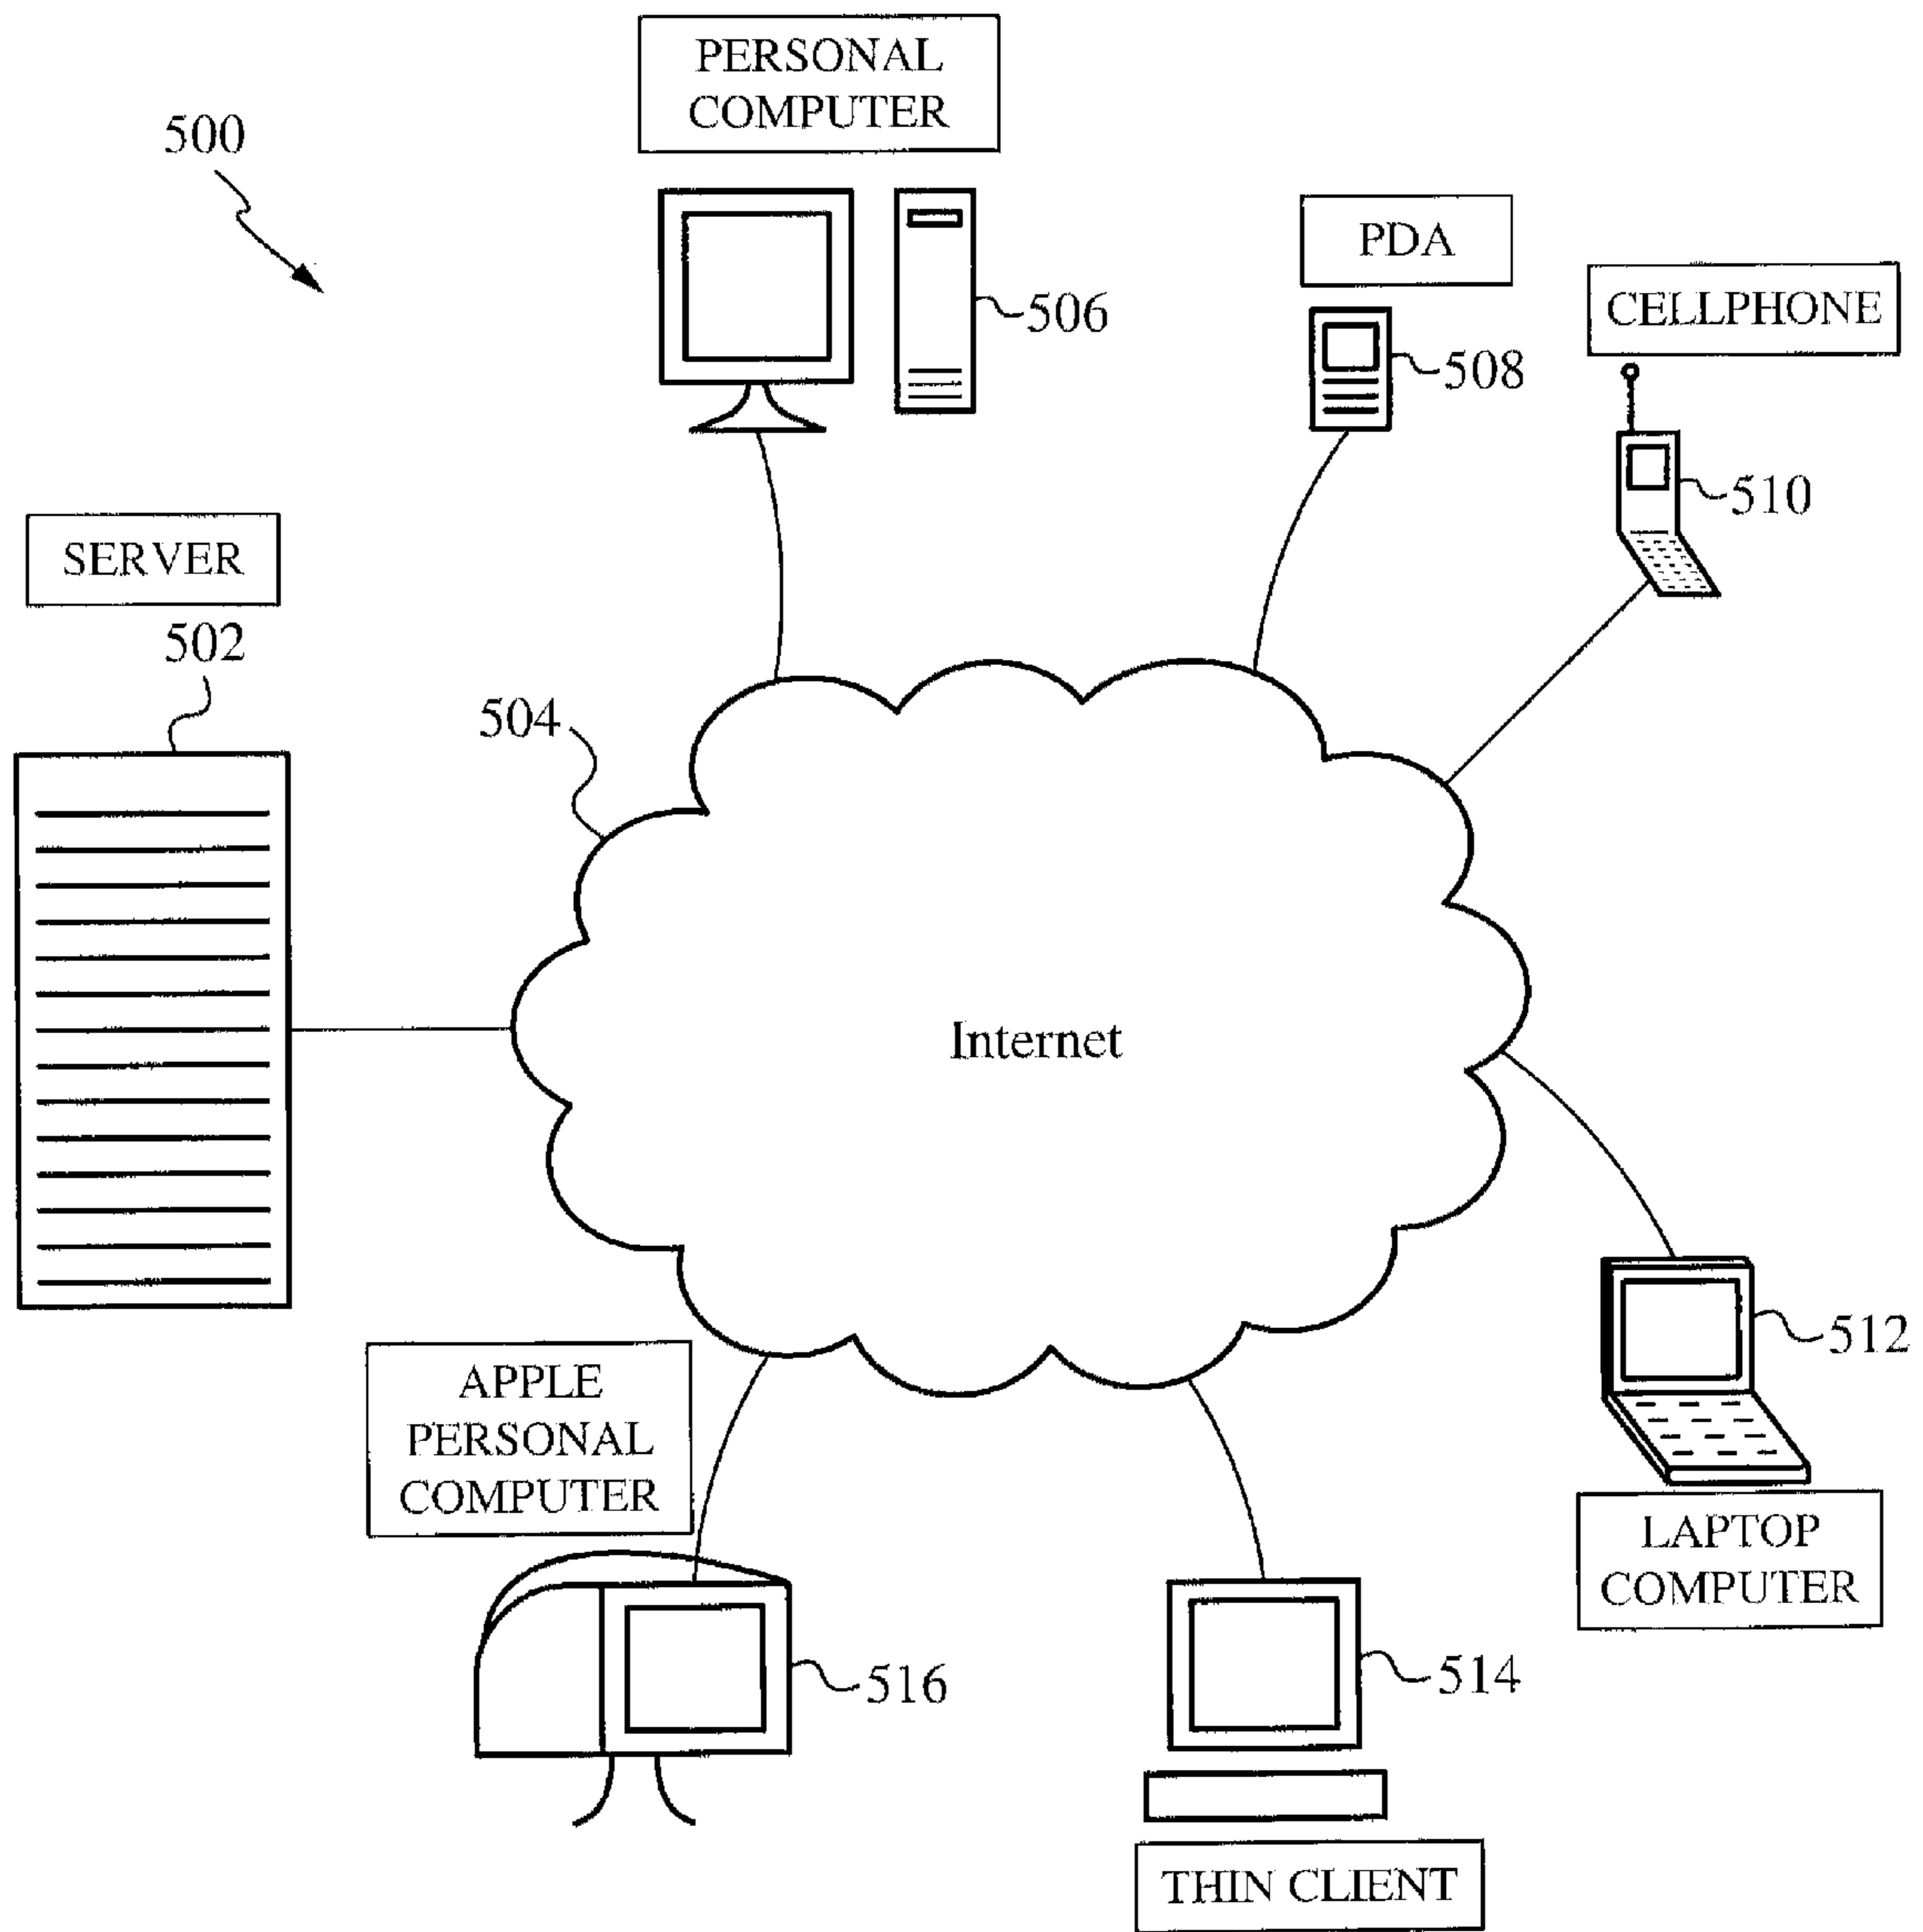 PERSONAL
COMPUTER
500
PDA
506
CELLPHONE
508
510
SERVER
502
504
Internet
512
APPLE
PERSONAL
COMPUTER
LAPTOP
COMPUTER
516
514
THIN CLIENT